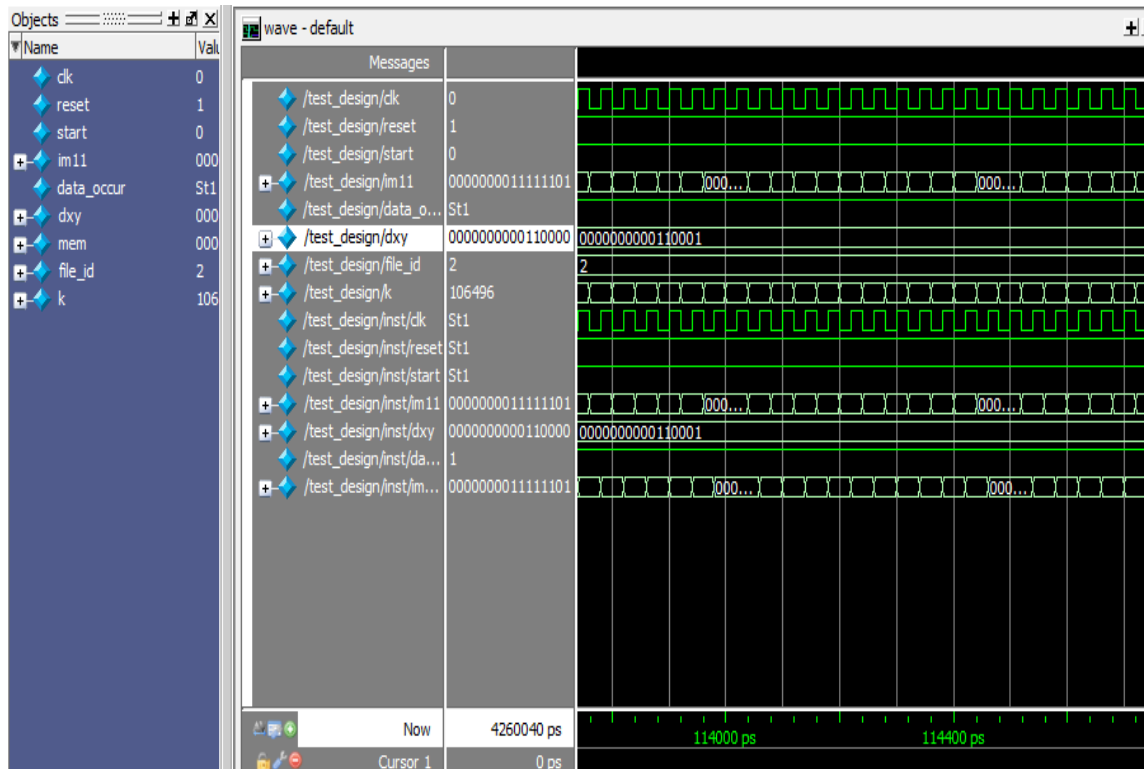 Objects
Name Valu
clk 0
reset 1
start 0
im11 000
data_occur St1
dxy 000
mem 000
file_id 2
k 106
wave - default
Messages
/test_design/clk 0
/test_design/reset 1
/test_design/start 0
/test_design/im11 0000000011111101 000... 000...
/test_design/data_o... St1
/test_design/dxy 0000000000110000 0000000000110001
/test_design/file_id 2 2
/test_design/k 106496
/test_design/inst/clk St1
/test_design/inst/reset St1
/test_design/inst/start St1
/test_design/inst/im11 0000000011111101 000... 000...
/test_design/inst/dxy 0000000000110000 0000000000110001
/test_design/inst/da... 1
/test_design/inst/im... 0000000011111101 000... 000...
Now 4260040 ps 114000 ps 114400 ps
Cursor 1 0 ps